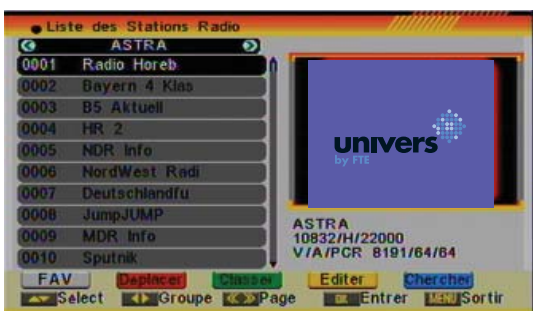 Liste des Stations Radio
ASTRA
0001 Radio Horeb
0002 Bayern 4 Klas
0003 B5 Aktuell
0004 HR 2
0005 NDR Info
0006 NordWest Radi
0007 Deutschlandfu
0008 JumpJUMP
0009 MDR Info
0010 Sputnik
univers
by FTE
ASTRA
10832/H/22000
V/A/PCR 8191/64/64
FAV Deplacer Classer Editer Chercher
Select Groupe Page OK Entrer MENU Sortir